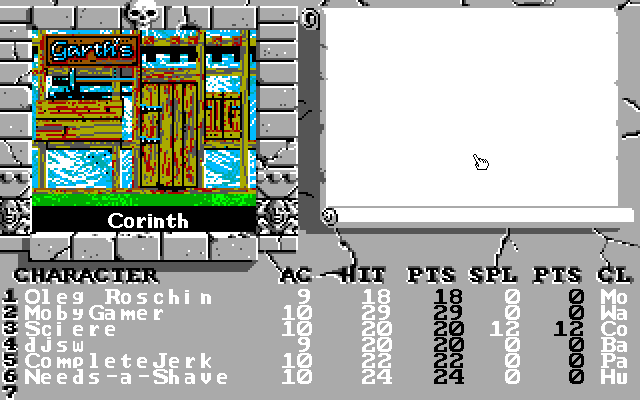 Garth's
Corinth
CHARACTER AC HIT PTS SPL PTS CL
1 Oleg Roschin 9 18 18 0 0 Mo
2 MobyGamer 10 29 29 0 0 Wa
3 Sciere 10 20 20 12 12 Co
4 djsw 9 20 20 0 0 Ba
5 CompleteJerk 10 22 22 0 0 Pa
6 Needs-a-Shave 10 24 24 0 0 Hu
7